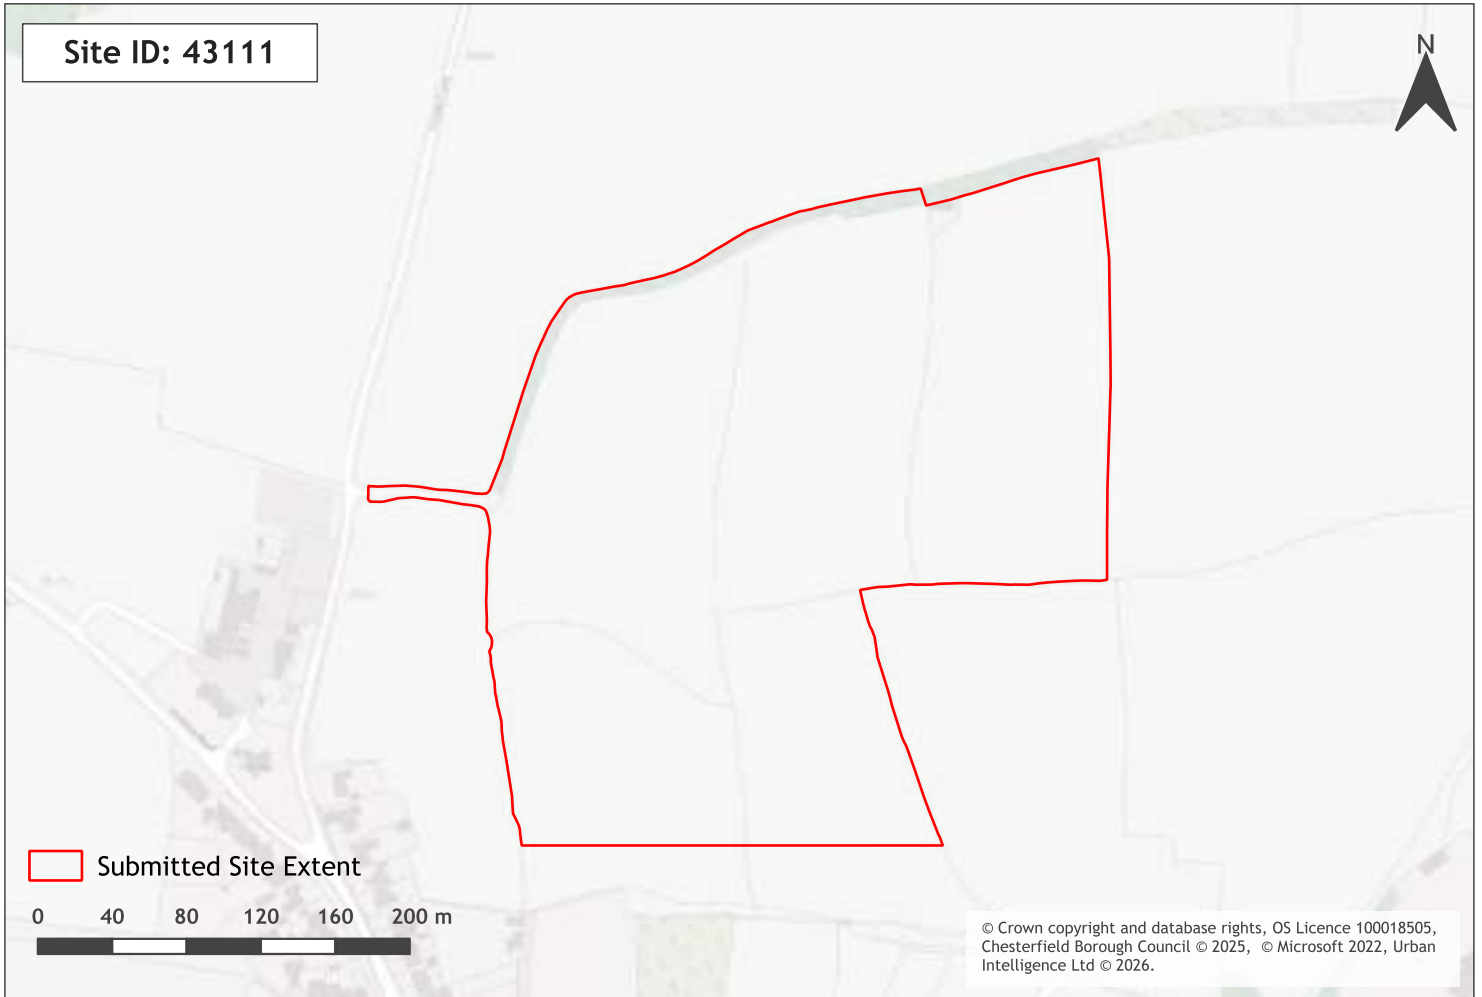 Site ID: 43111
N
Submitted Site Extent
0 40 80 120 160 200 m
© Crown copyright and database rights, OS Licence 100018505,
Chesterfield Borough Council © 2025, © Microsoft 2022, Urban
Intelligence Ltd © 2026.